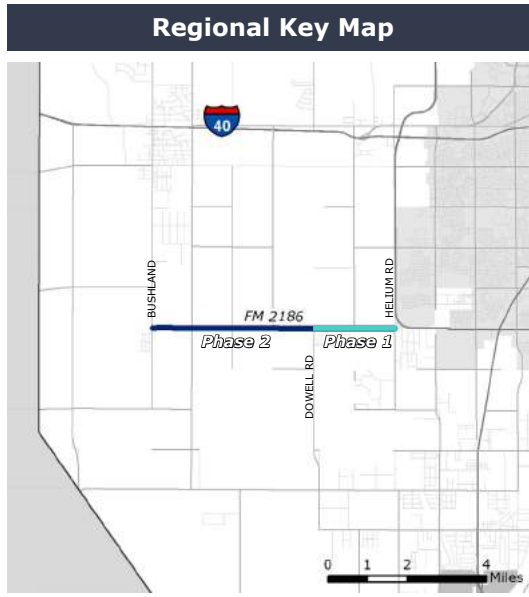 Regional Key Map
40
BUSHLAND
HELIUM RD
FM 2186
Phase 2
Phase 1
DOWELL RD
0 1 2 4
Miles